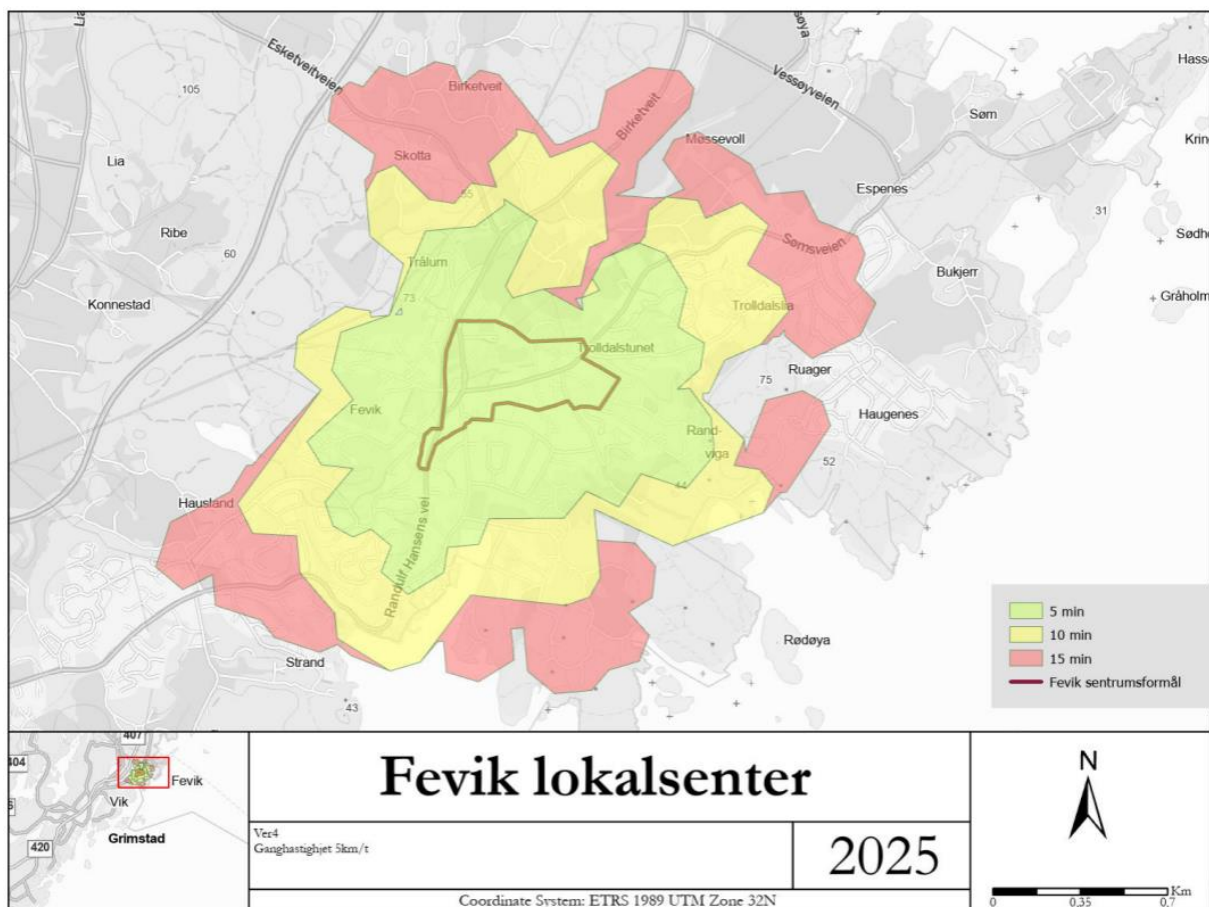 Esketveitveien
Birketveit
105
Skotta
Birketveit
Møssevoll
Vessøyveien
Søm
Espenes
31
Lia
Ribe
60
Konnestad
Trålum
73
Sømsveien
Bukjerr
Gråholm
Trolldalslia
Trolldalstunet
75
Ruager
Haugenes
Fevik
Rand-
viga
44
52
Hausland
Randulf Hansens vei
Strand
43
Rødøya
5 min
10 min
15 min
Fevik sentrumsformål
407
404
Fevik
Vik
Grimstad
420
Fevik lokalsenter
Ver4
Ganghastighjet 5km/t
2025
Coordinate System: ETRS 1989 UTM Zone 32N
N
Km
0 0,35 0,7